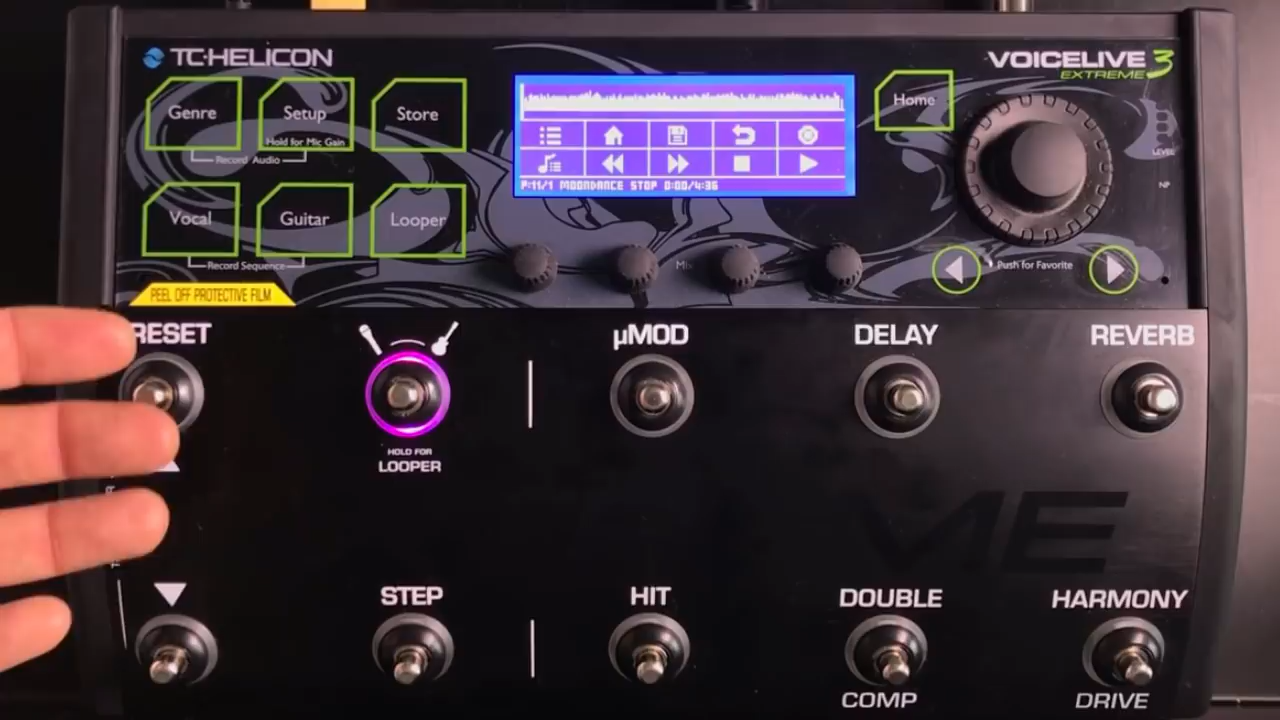 TC·HELICON
VOICELIVE 3
EXTREME
Genre
Setup
Hold for Mic Gain
Store
Record Audio
Home
LEVEL
P:11/1 MOONDANCE STOP 0:00/4:36
Vocal
Guitar
Looper
Record Sequence
Mix
Push for Favorite
PEEL OFF PROTECTIVE FILM
RESET
µMOD
DELAY
REVERB
HOLD FOR
LOOPER
STEP
HIT
DOUBLE
HARMONY
COMP
DRIVE